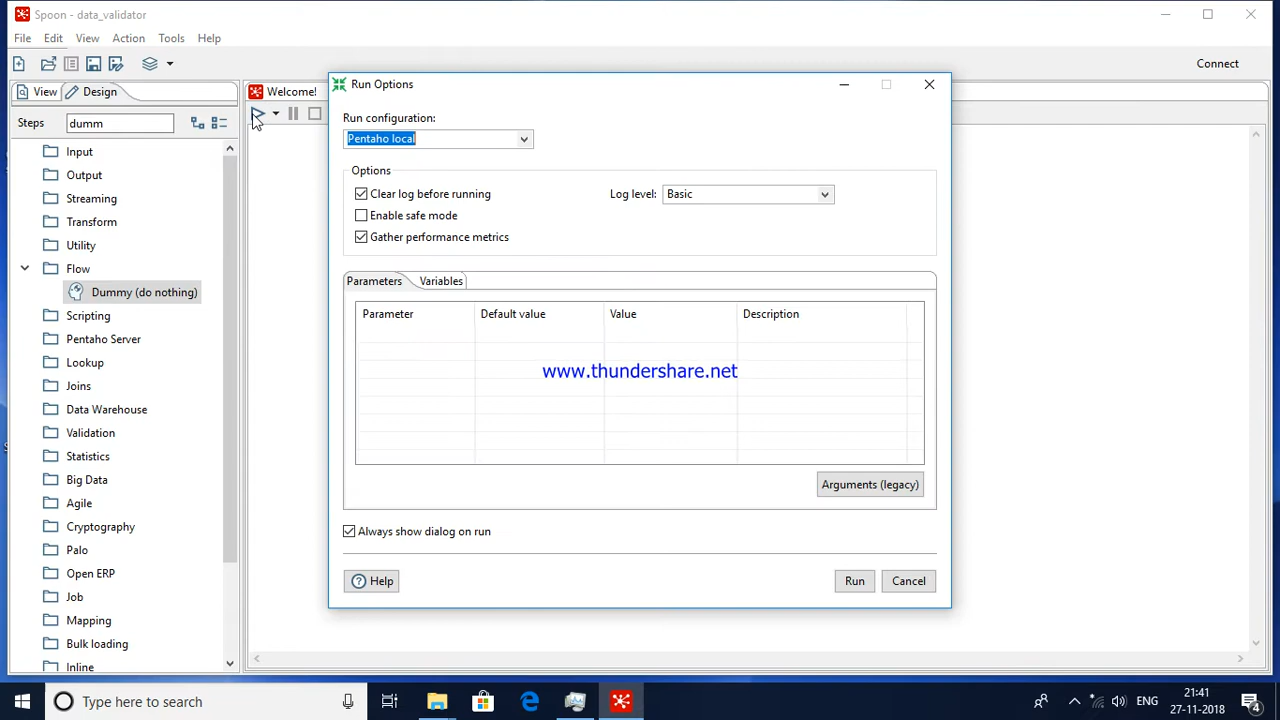 Spoon - data_validator
File Edit View Action Tools Help
Connect
View Design
Welcome!
Steps dumm
Input
Output
Streaming
Transform
Utility
Flow
Dummy (do nothing)
Scripting
Pentaho Server
Lookup
Joins
Data Warehouse
Validation
Statistics
Big Data
Agile
Cryptography
Palo
Open ERP
Job
Mapping
Bulk loading
Inline
Run Options
Run configuration:
Pentaho local
Options
Clear log before running
Log level: Basic
Enable safe mode
Gather performance metrics
Parameters Variables
Parameter Default value Value Description
www.thundershare.net
Arguments (legacy)
Always show dialog on run
Help Run Cancel
Type here to search
ENG
21:41
27-11-2018
4